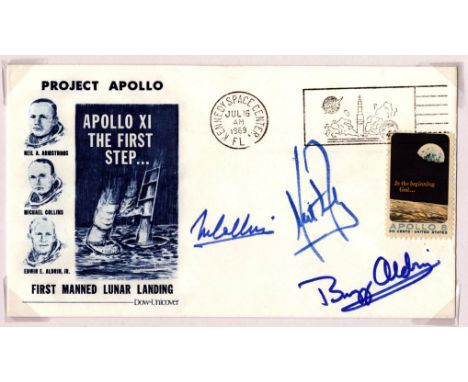 PROJECT APOLLO
APOLLO XI
THE FIRST
STEP...
NEIL A. ARMSTRONG
MICHAEL COLLINS
EDWIN E. ALDRIN, JR.
FIRST MANNED LUNAR LANDING
Dow-Unicover
KENNEDY SPACE CENTER
JUL 16
AM
1969
FL
In the beginning
God...
APOLLO 8
SIX CENTS · UNITED STATES
MCollins
Buzz Aldrin